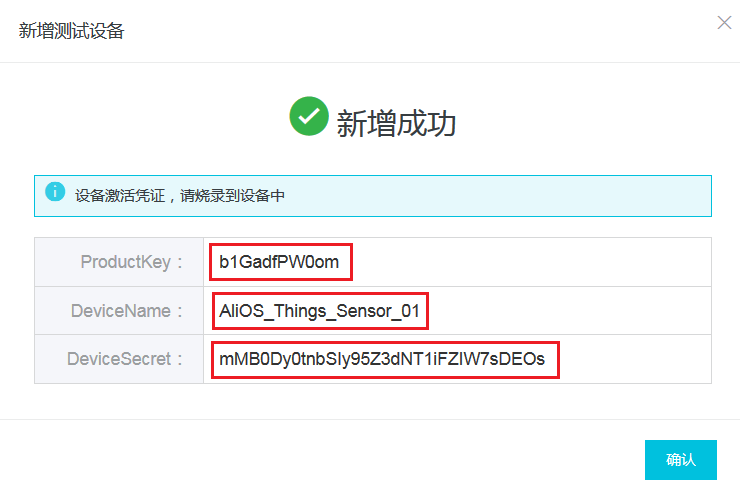 新增测试设备
新增成功
设备激活凭证，请烧录到设备中
ProductKey： b1GadfPW0om
DeviceName： AliOS_Things_Sensor_01
DeviceSecret： mMB0Dy0tnbSIy95Z3dNT1iFZIW7sDEOs
确认